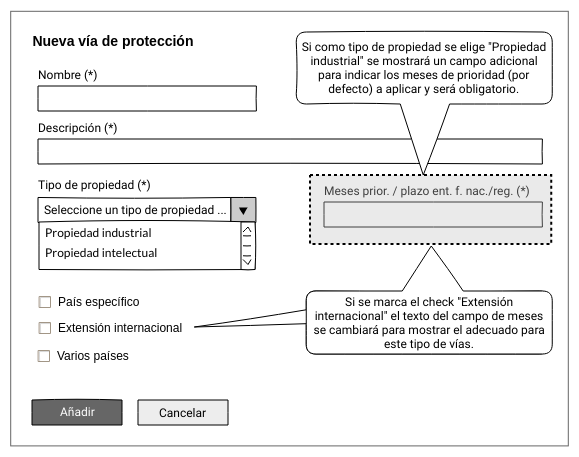 Nueva vía de protección
Si como tipo de propiedad se elige "Propiedad
industrial" se mostrará un campo adicional
para indicar los meses de prioridad (por
defecto) a aplicar y será obligatorio.
Nombre (*)
Descripción (*)
Tipo de propiedad (*)
Seleccione un tipo de propiedad ...
Propiedad industrial
Propiedad intelectual
Meses prior. / plazo ent. f. nac./reg. (*)
País específico
Extensión internacional
Varios países
Si se marca el check "Extensión
internacional" el texto del campo de meses
se cambiará para mostrar el adecuado para
este tipo de vías.
Añadir
Cancelar